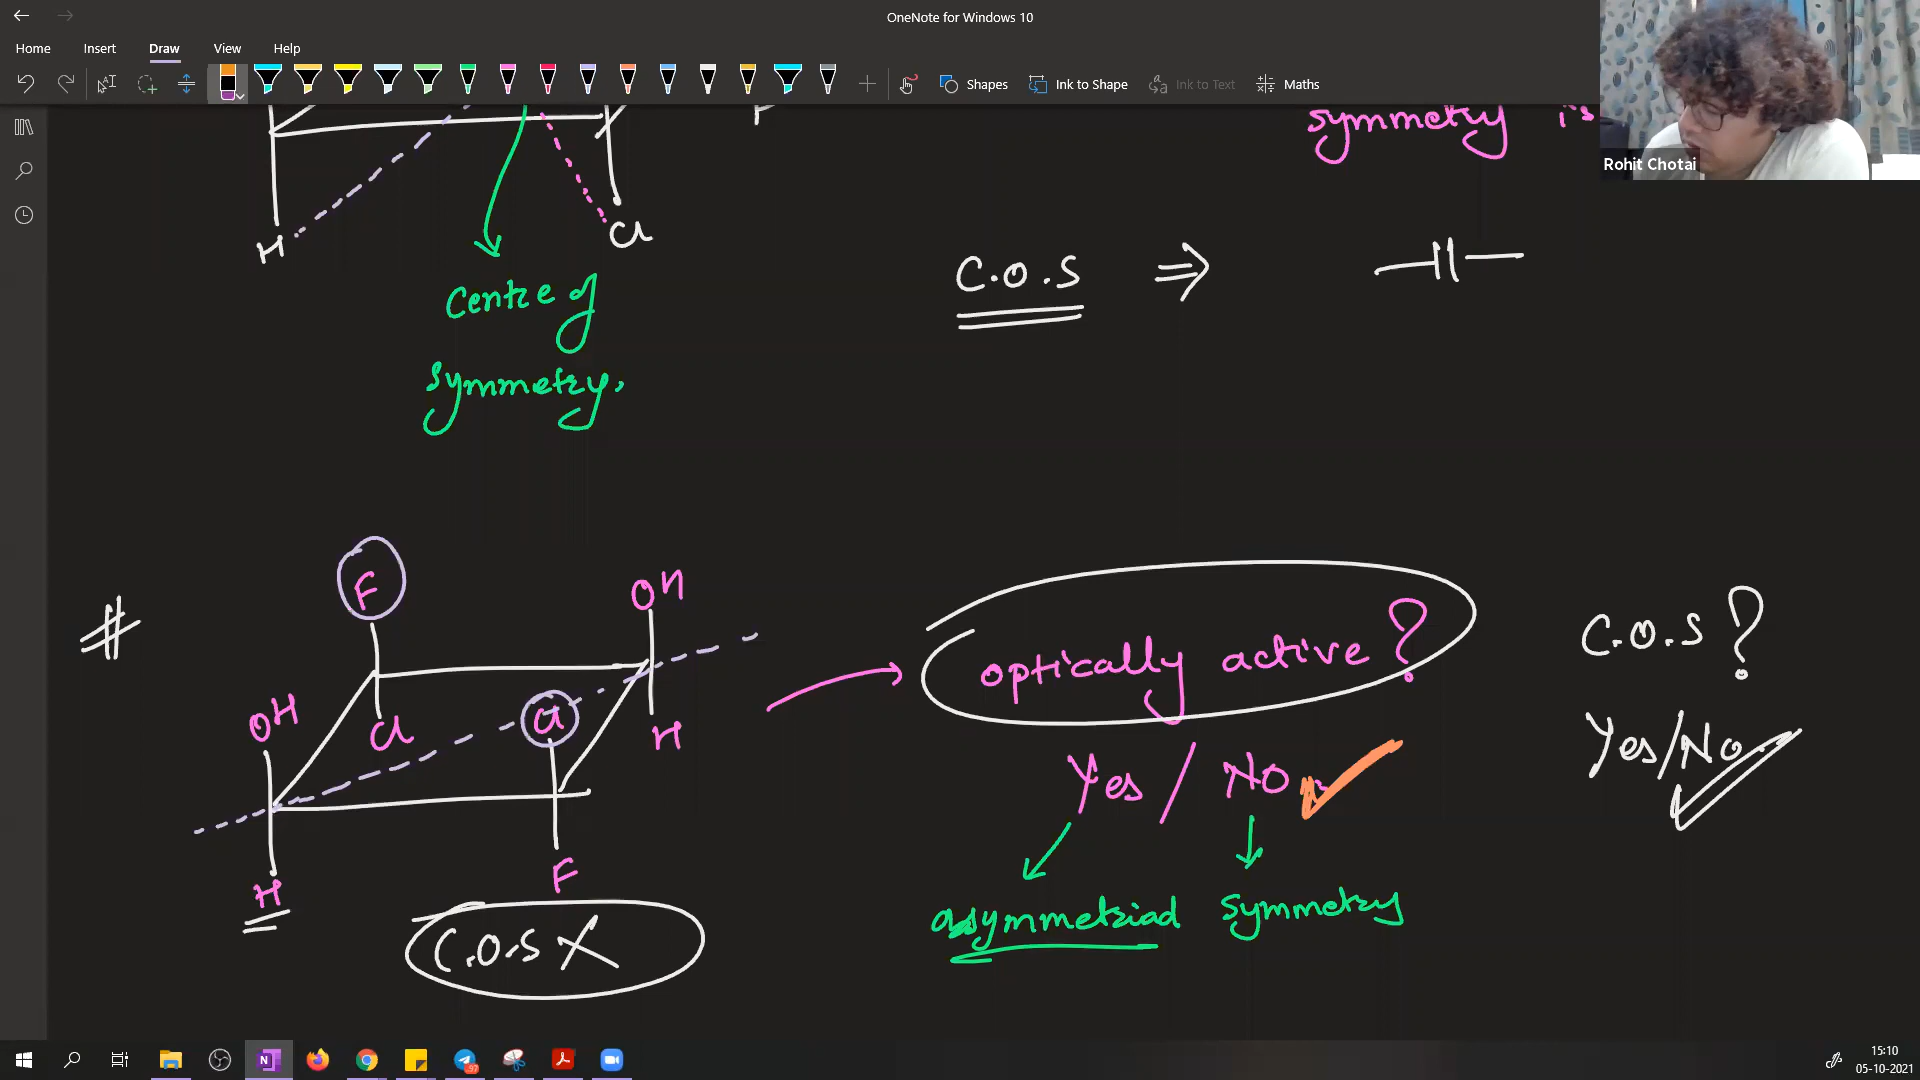 OneNote for Windows 10
Home Insert Draw View Help
Shapes Ink to Shape Ink to Text Maths
symmetry is
Rohit Chotai
F
H
Cl
Centre of
symmetry.
C.O.S ⇒
#
F
OH
OH
Cl
Cl
H
H
F
C.O.S X
optically active?
Yes / NO
asymmetrical symmetry
C.O.S ?
Yes/No
97
15:10
05-10-2021